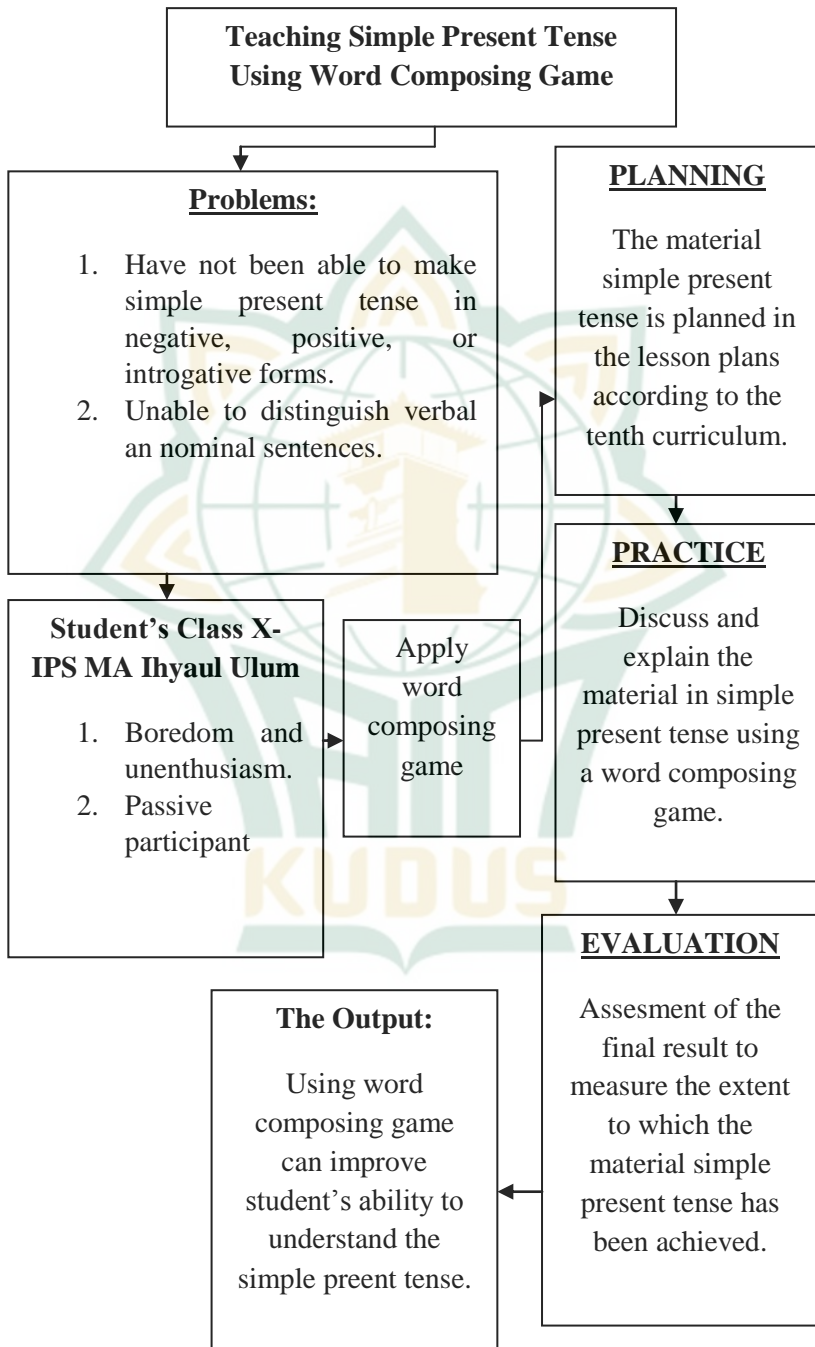 Teaching Simple Present Tense
Using Word Composing Game
Problems:
1. Have not been able to make
simple present tense in
negative, positive, or
introgative forms.
2. Unable to distinguish verbal
an nominal sentences.
Student’s Class X-
IPS MA Ihyaul Ulum
1. Boredom and
unenthusiasm.
2. Passive
participant
Apply
word
composing
game
PLANNING
The material
simple present
tense is planned in
the lesson plans
according to the
tenth curriculum.
PRACTICE
Discuss and
explain the
material in simple
present tense using
a word composing
game.
EVALUATION
Assesment of the
final result to
measure the extent
to which the
material simple
present tense has
been achieved.
The Output:
Using word
composing game
can improve
student’s ability to
understand the
simple preent tense.
KUDUS